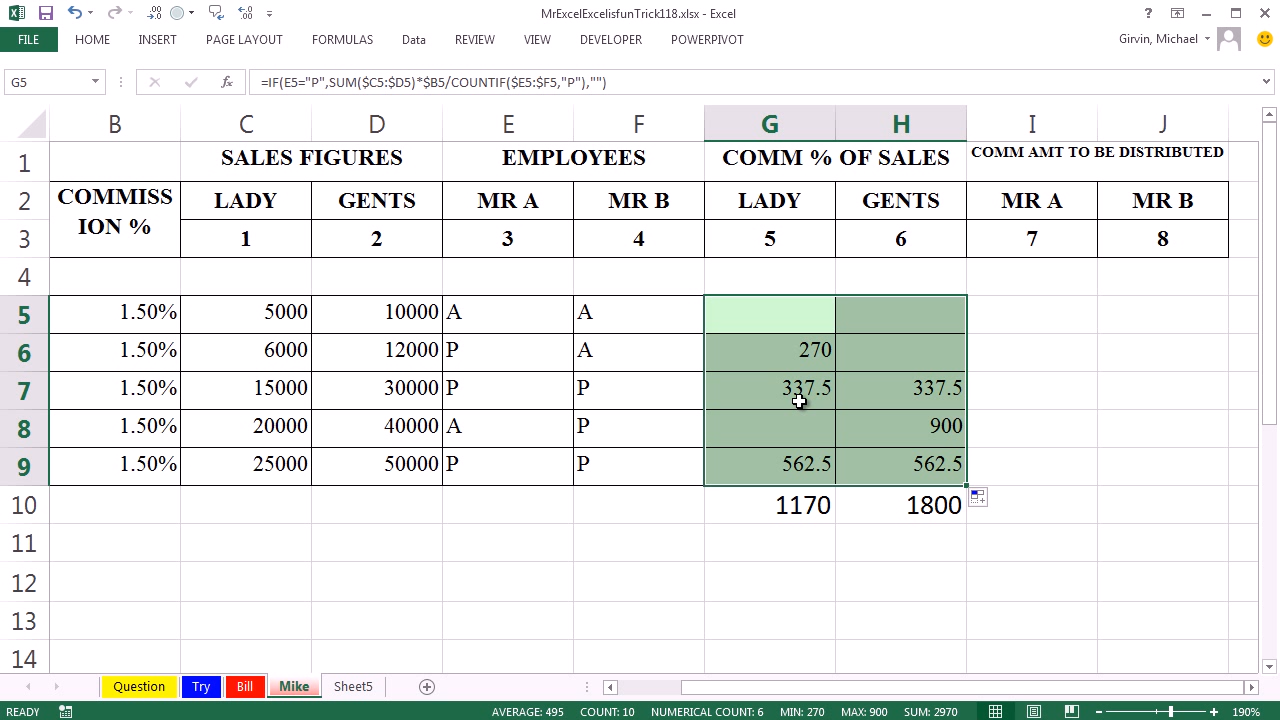 MrExcelExcelisfunTrick118.xlsx - Excel
FILE HOME INSERT PAGE LAYOUT FORMULAS Data REVIEW VIEW DEVELOPER POWERPIVOT Girvin, Michael
G5 =IF(E5="P",SUM($C5:$D5)*$B5/COUNTIF($E5:$F5,"P"),"")
B C D E F G H I J
1 SALES FIGURES EMPLOYEES COMM % OF SALES COMM AMT TO BE DISTRIBUTED
2 COMMISS LADY GENTS MR A MR B LADY GENTS MR A MR B
3 ION % 1 2 3 4 5 6 7 8
4
5 1.50% 5000 10000 A A
6 1.50% 6000 12000 P A 270
7 1.50% 15000 30000 P P 337.5 337.5
8 1.50% 20000 40000 A P 900
9 1.50% 25000 50000 P P 562.5 562.5
10 1170 1800
11
12
13
14
Question Try Bill Mike Sheet5
READY AVERAGE: 495 COUNT: 10 NUMERICAL COUNT: 6 MIN: 270 MAX: 900 SUM: 2970 190%